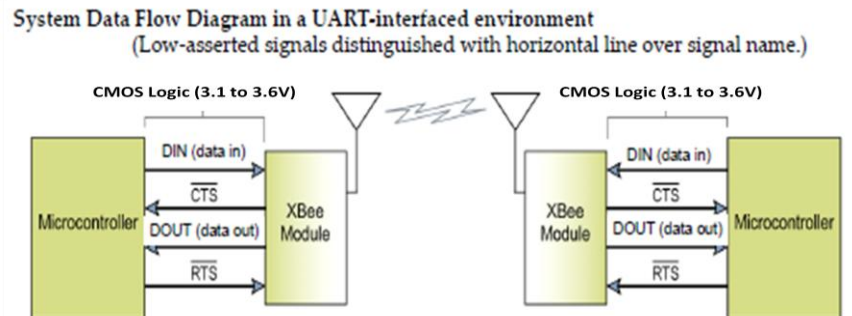 System Data Flow Diagram in a UART-interfaced environment
(Low-asserted signals distinguished with horizontal line over signal name.)
CMOS Logic (3.1 to 3.6V)
CMOS Logic (3.1 to 3.6V)
DIN (data in)
CTS
Microcontroller
DOUT (data out)
RTS
XBee
Module
XBee
Module
DIN (data in)
CTS
DOUT (data out)
Microcontroller
RTS